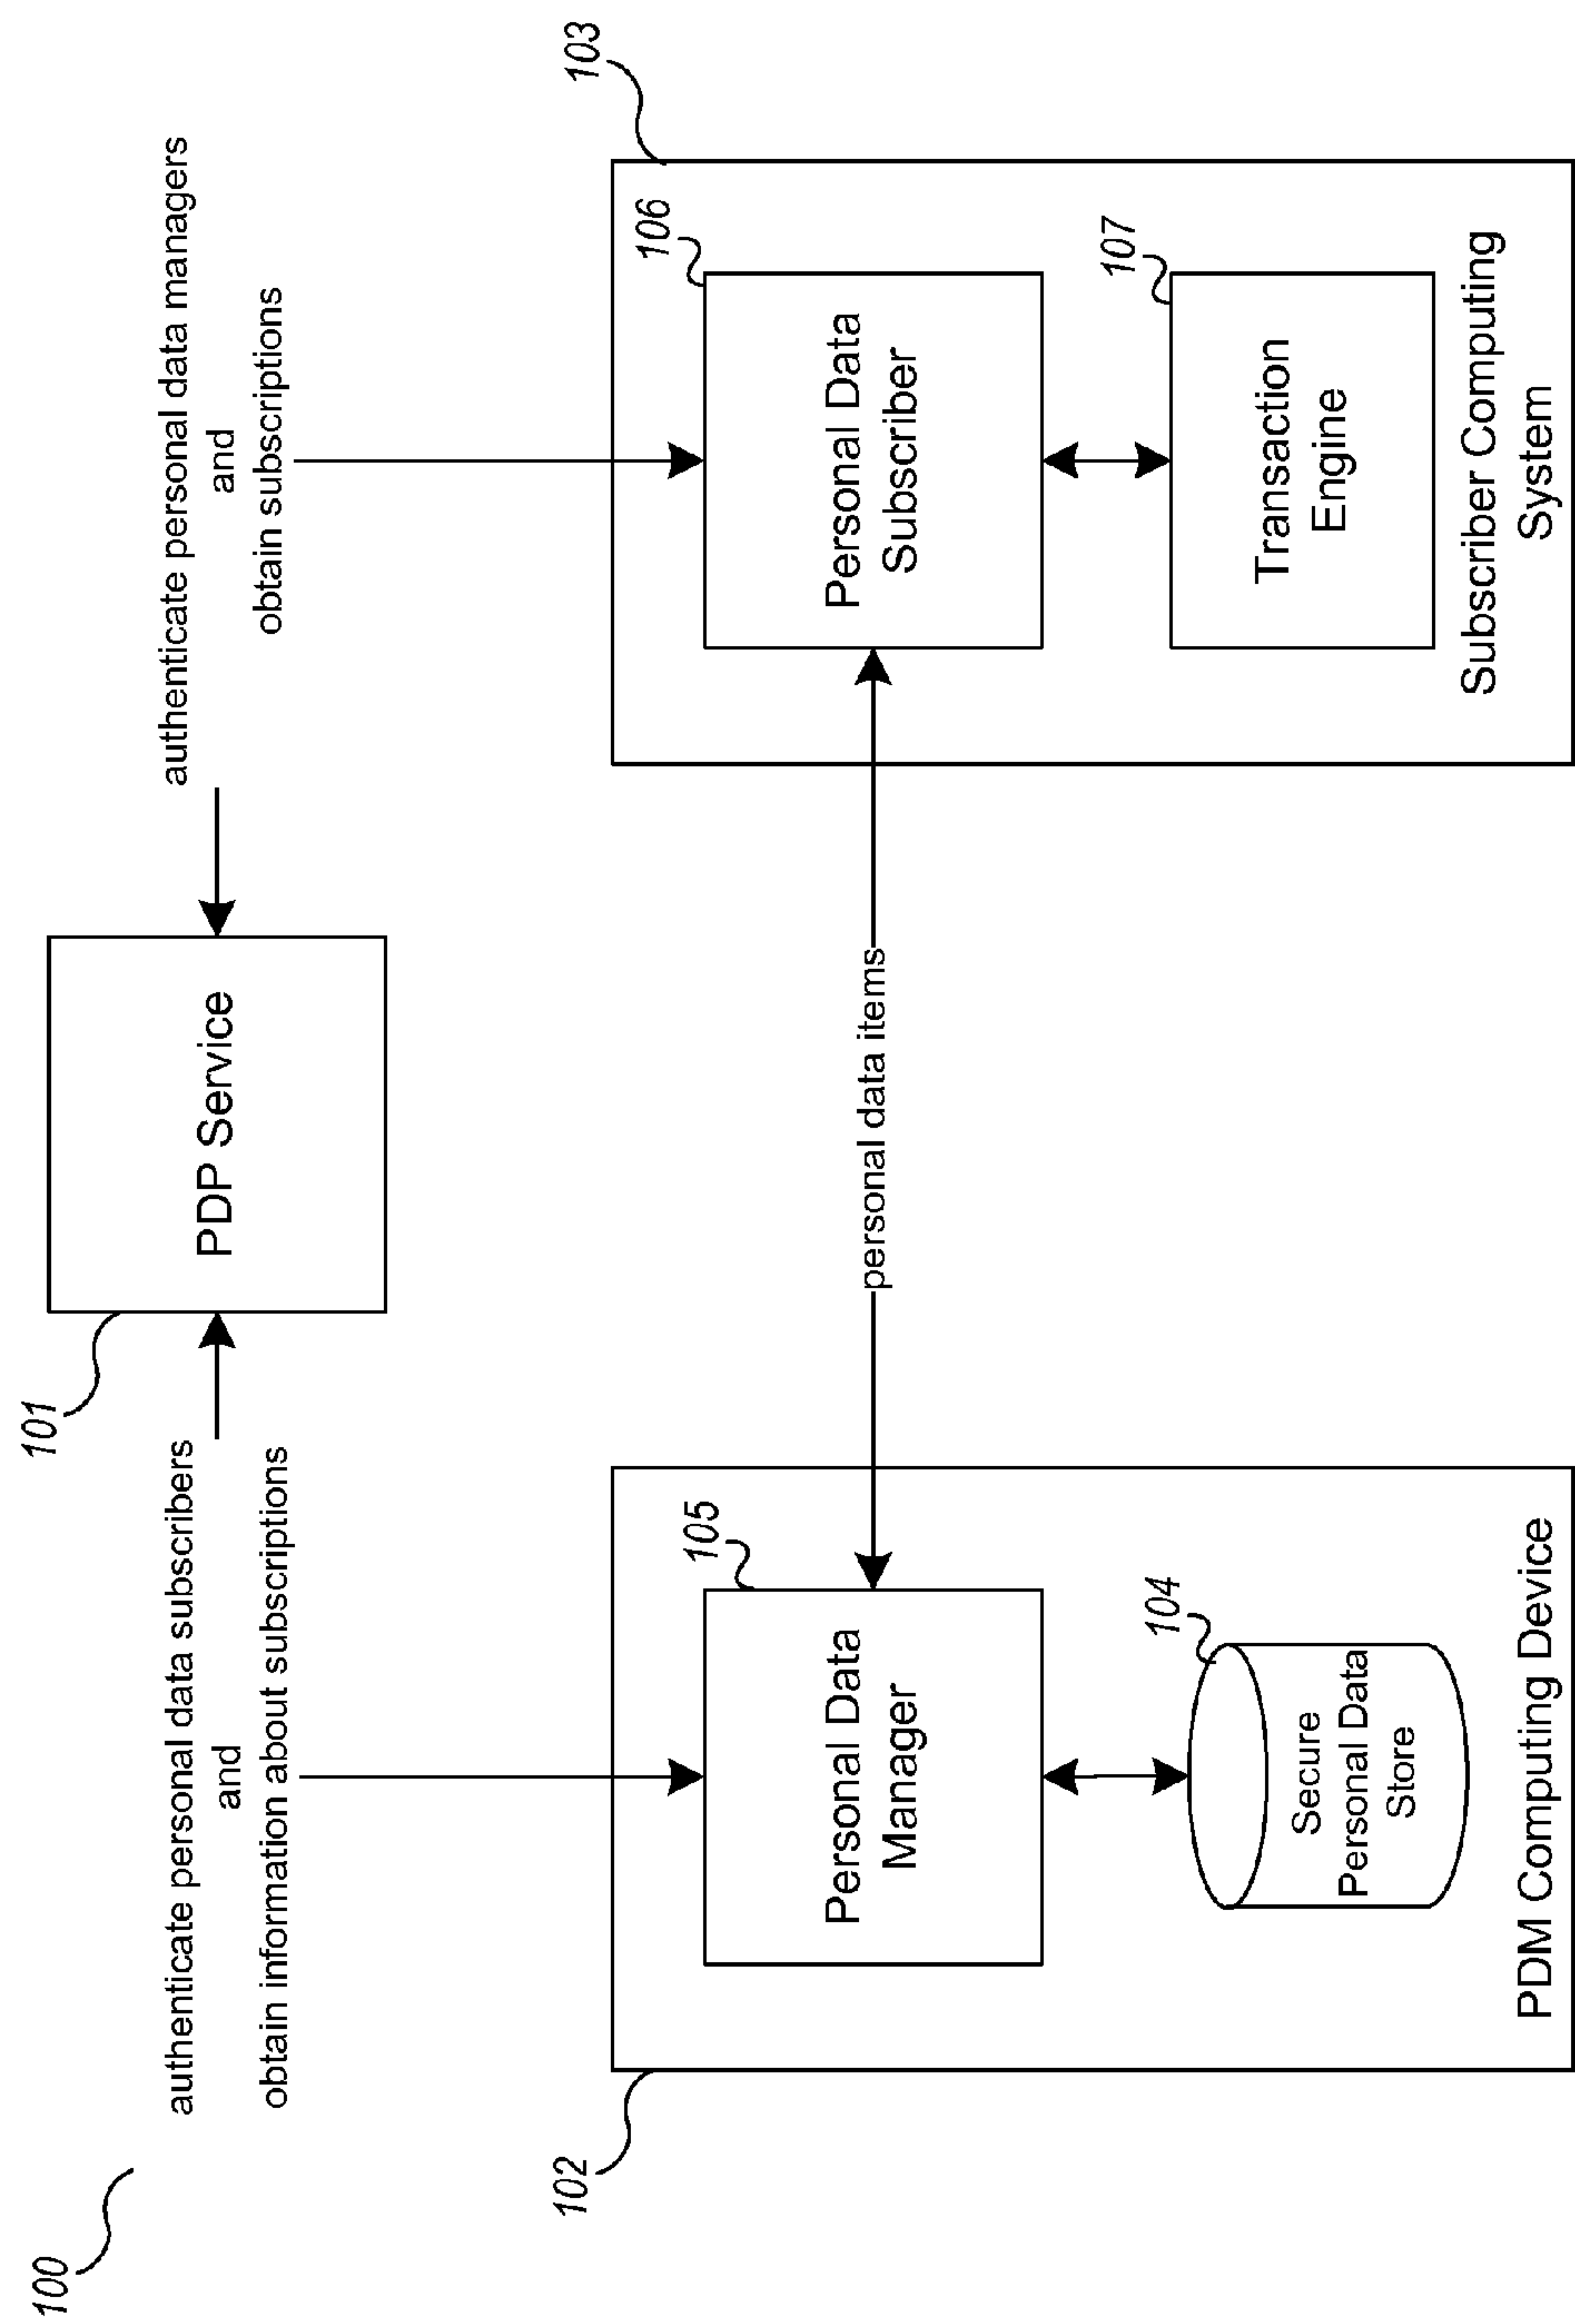 100
101
PDP Service
authenticate personal data subscribers
and
obtain information about subscriptions
authenticate personal data managers
and
obtain subscriptions
102
105
Personal Data
Manager
personal data items
104
Secure
Personal Data
Store
PDM Computing Device
103
106
Personal Data
Subscriber
107
Transaction
Engine
Subscriber Computing
System